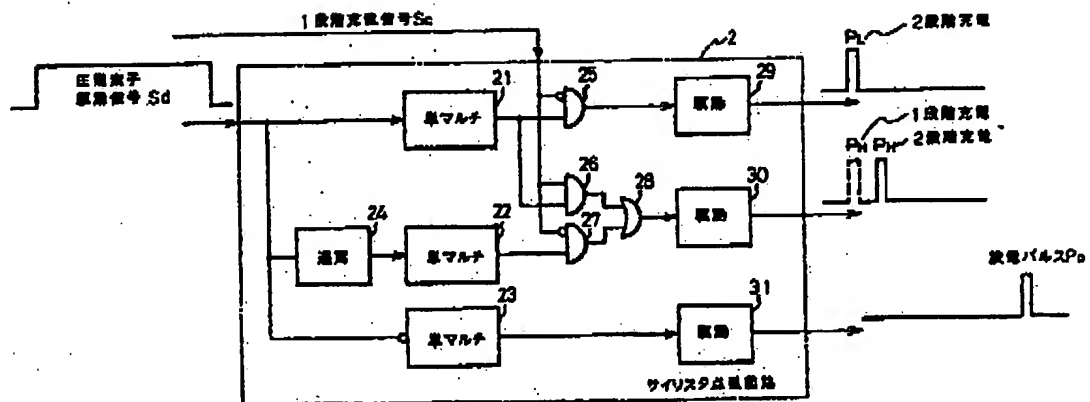 1段階充電信号Sc
2
圧電素子
駆動信号Sd
21
単マルチ
25
29
駆動
PL
2段階充電
26
28
27
30
駆動
1段階充電
PH PH
2段階充電
24
遅延
22
単マルチ
23
単マルチ
31
駆動
放電パルスPD
サイリスタ点弧回路